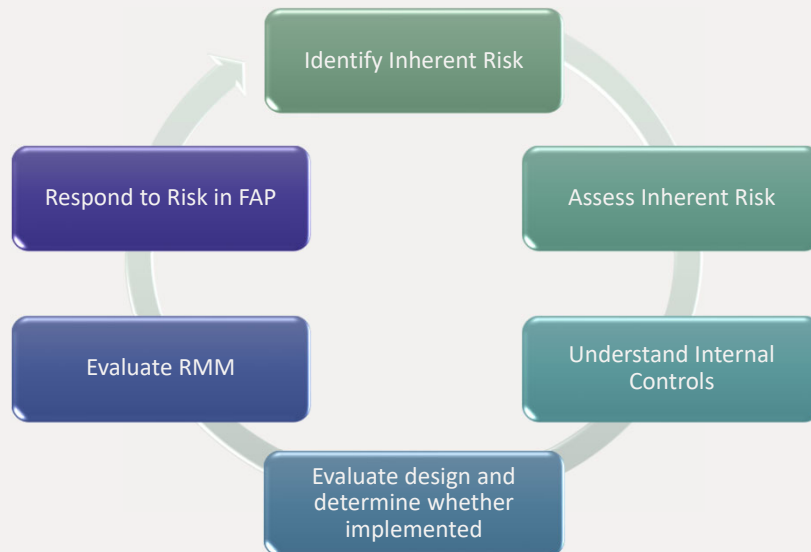 Identify Inherent Risk
Assess Inherent Risk
Understand Internal
Controls
Evaluate design and
determine whether
implemented
Evaluate RMM
Respond to Risk in FAP